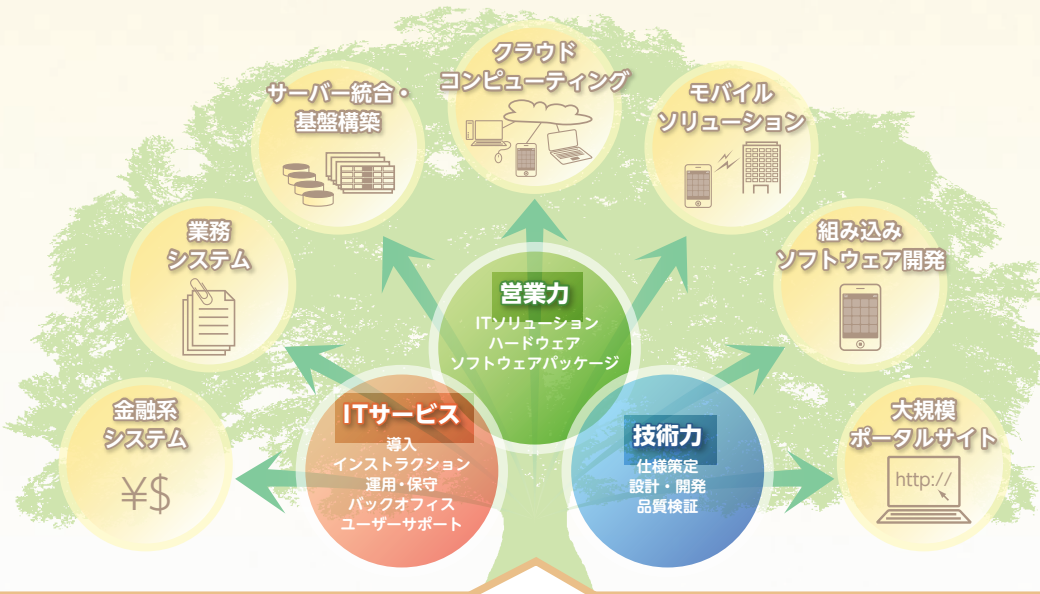 クラウド
コンピューティング
サーバー統合・
基盤構築
モバイル
ソリューション
業務
システム
組み込み
ソフトウェア開発
金融系
システム
¥$
大規模
ポータルサイト
http://
営業力
ITソリューション
ハードウェア
ソフトウェアパッケージ
ITサービス
導入
インストラクション
運用・保守
バックオフィス
ユーザーサポート
技術力
仕様策定
設計・開発
品質検証